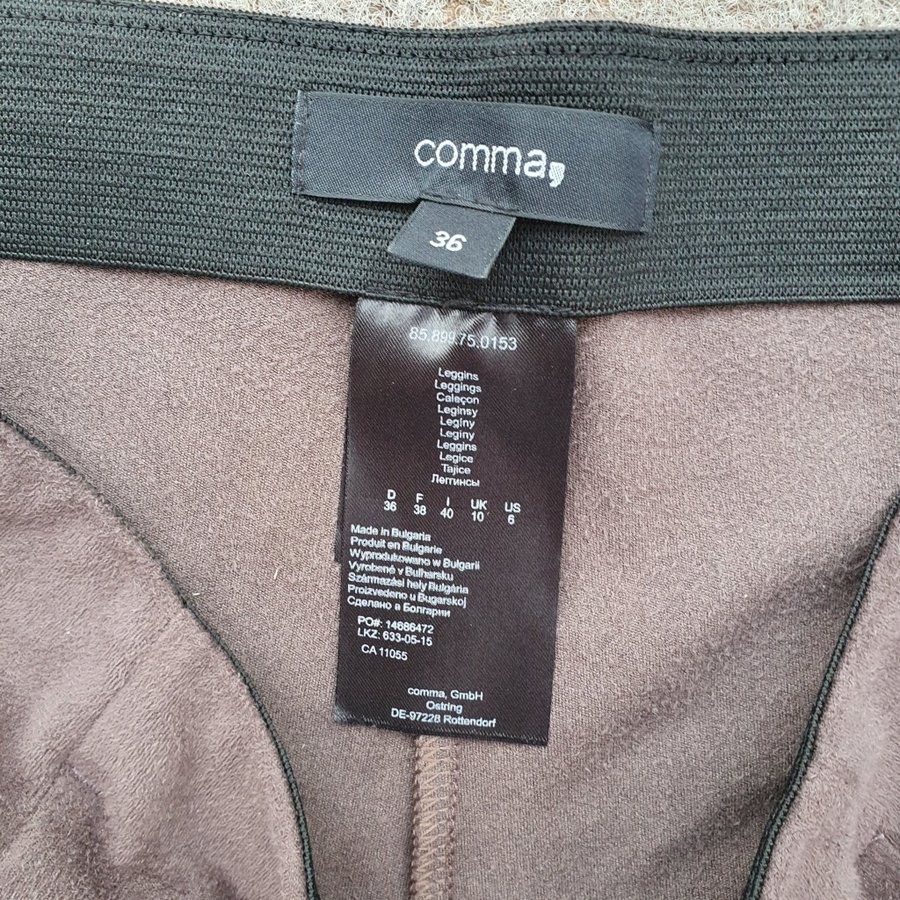 comma,
36
85.899.75.0153
Leggins
Leggings
Caleçon
Leginsy
Legíny
Leginy
Leggins
Legice
Tajice
Леггинсы
D F I UK US
36 38 40 10 6
Made in Bulgaria
Produit en Bulgarie
Wyprodukowano w Bulgarii
Vyrobené v Bulharsku
Származási hely Bulgária
Proizvedeno u Bugarskoj
Сделано в Болгарии
PO#: 14686472
LKZ: 633-05-15
CA 11055
comma, GmbH
Ostring
DE-97228 Rottendorf